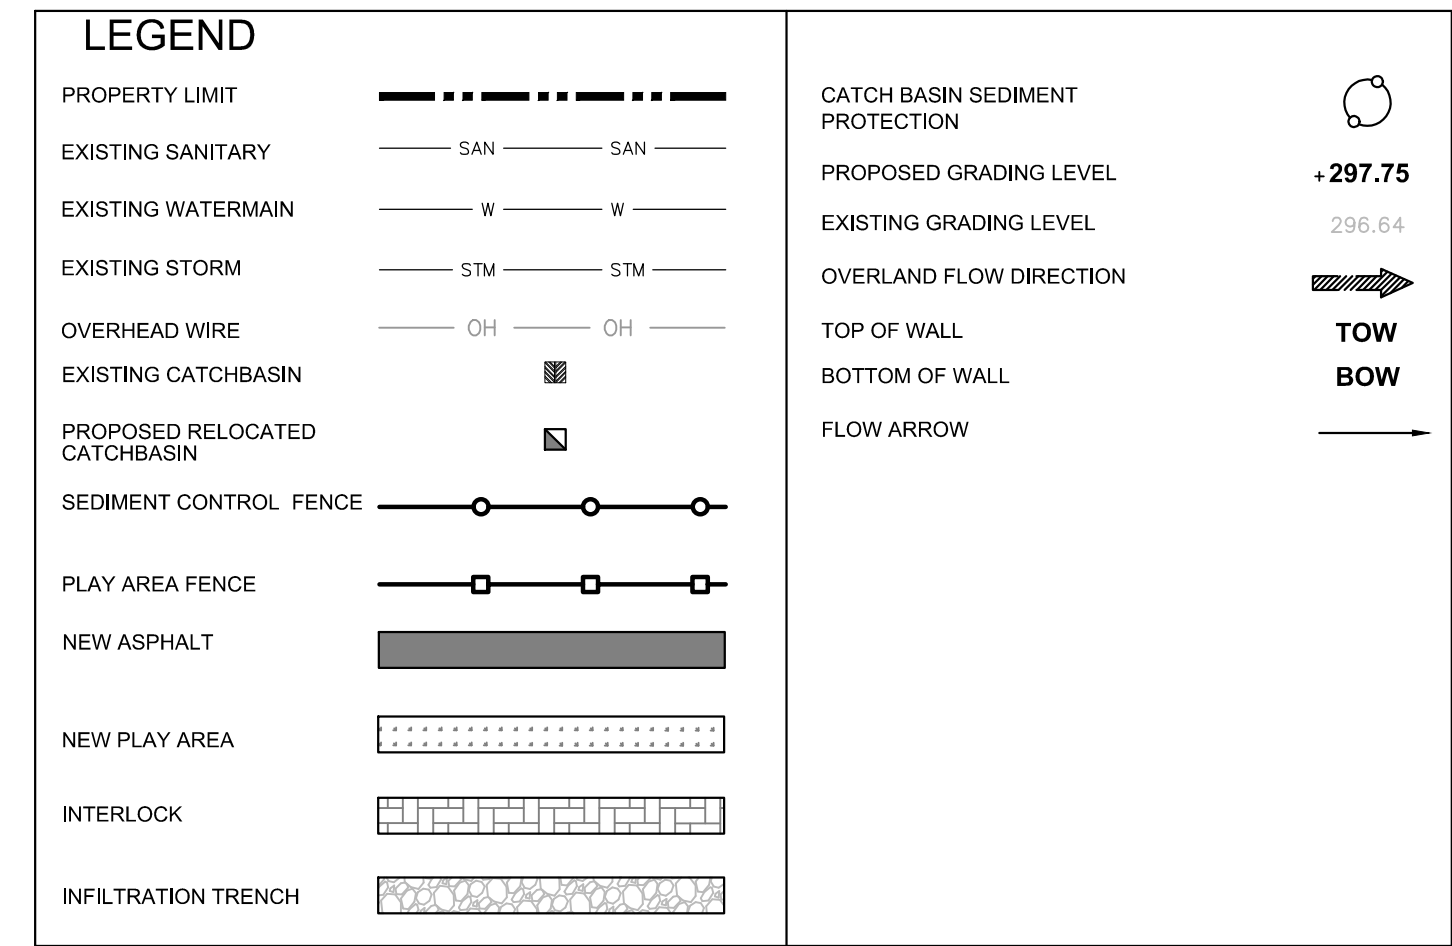 LEGEND
PROPERTY LIMIT
EXISTING SANITARY SAN SAN
EXISTING WATERMAIN W W
EXISTING STORM STM STM
OVERHEAD WIRE OH OH
EXISTING CATCHBASIN
PROPOSED RELOCATED
CATCHBASIN
SEDIMENT CONTROL FENCE
PLAY AREA FENCE
NEW ASPHALT
NEW PLAY AREA
INTERLOCK
INFILTRATION TRENCH
CATCH BASIN SEDIMENT
PROTECTION
PROPOSED GRADING LEVEL +297.75
EXISTING GRADING LEVEL 296.64
OVERLAND FLOW DIRECTION
TOP OF WALL TOW
BOTTOM OF WALL BOW
FLOW ARROW